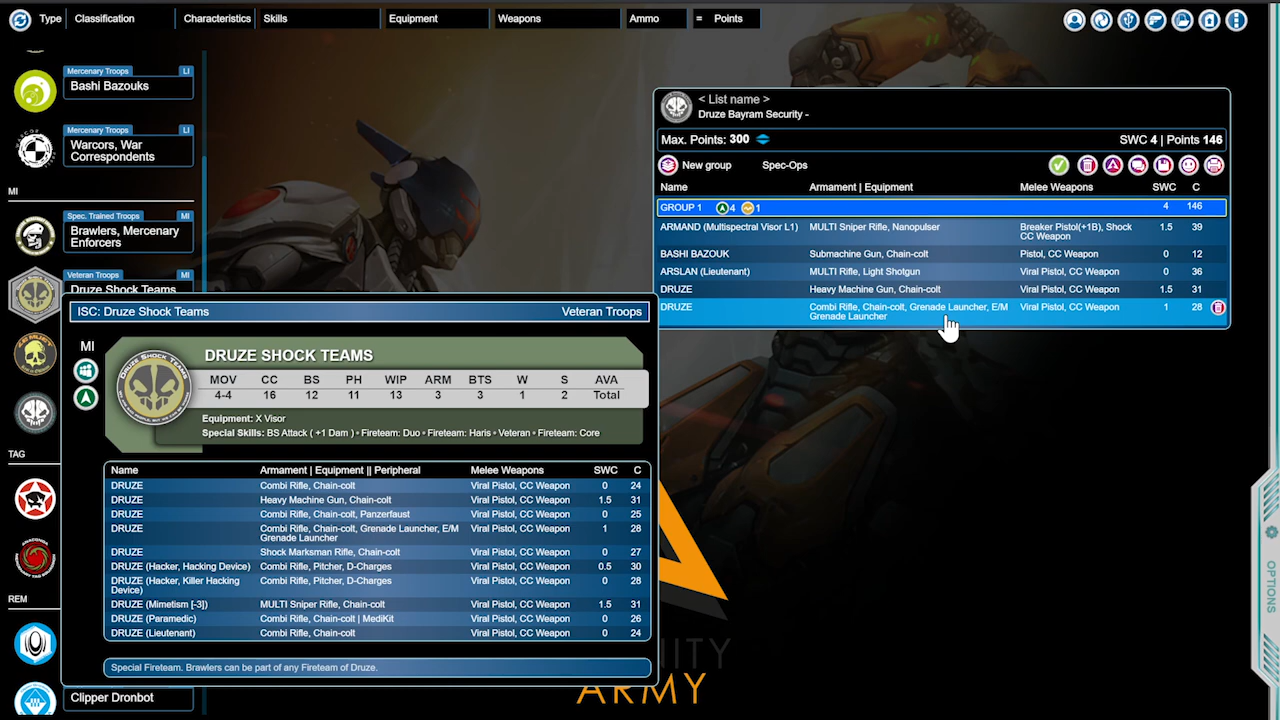 Type Classification Characteristics Skills Equipment Weapons Ammo = Points
Mercenary Troops LI
Bashi Bazouks
Mercenary Troops LI
Warcors, War
Correspondents
MI
Spec. Trained Troops MI
Brawlers, Mercenary
Enforcers
Veteran Troops MI
Druze Shock Teams
TAG
REM
Clipper Dronbot
< List name >
Druze Bayram Security -
Max. Points: 300 SWC 4 | Points 146
New group Spec-Ops
Name Armament | Equipment Melee Weapons SWC C
GROUP 1 4 1 4 146
ARMAND (Multispectral Visor L1) MULTI Sniper Rifle, Nanopulser Breaker Pistol(+1B), Shock 1.5 39
CC Weapon
BASHI BAZOUK Submachine Gun, Chain-colt Pistol, CC Weapon 0 12
ARSLAN (Lieutenant) MULTI Rifle, Light Shotgun Viral Pistol, CC Weapon 0 36
DRUZE Heavy Machine Gun, Chain-colt Viral Pistol, CC Weapon 1.5 31
DRUZE Combi Rifle, Chain-colt, Grenade Launcher, E/M Viral Pistol, CC Weapon 1 28
Grenade Launcher
ISC: Druze Shock Teams Veteran Troops
MI
DRUZE SHOCK TEAMS
DRUZE SHOCK TEAMS
MOV CC BS PH WIP ARM BTS W S AVA
4-4 16 12 11 13 3 3 1 2 Total
Equipment: X Visor
Special Skills: BS Attack ( +1 Dam ) • Fireteam: Duo • Fireteam: Haris • Veteran • Fireteam: Core
Name Armament | Equipment || Peripheral Melee Weapons SWC C
DRUZE Combi Rifle, Chain-colt Viral Pistol, CC Weapon 0 24
DRUZE Heavy Machine Gun, Chain-colt Viral Pistol, CC Weapon 1.5 31
DRUZE Combi Rifle, Chain-colt, Panzerfaust Viral Pistol, CC Weapon 0 25
DRUZE Combi Rifle, Chain-colt, Grenade Launcher, E/M Viral Pistol, CC Weapon 1 28
Grenade Launcher
DRUZE Shock Marksman Rifle, Chain-colt Viral Pistol, CC Weapon 0 27
DRUZE (Hacker, Hacking Device) Combi Rifle, Pitcher, D-Charges Viral Pistol, CC Weapon 0.5 30
DRUZE (Hacker, Killer Hacking Combi Rifle, Pitcher, D-Charges Viral Pistol, CC Weapon 0 28
Device)
DRUZE (Mimetism [-3]) MULTI Sniper Rifle, Chain-colt Viral Pistol, CC Weapon 1.5 31
DRUZE (Paramedic) Combi Rifle, Chain-colt | MediKit Viral Pistol, CC Weapon 0 26
DRUZE (Lieutenant) Combi Rifle, Chain-colt Viral Pistol, CC Weapon 0 24
Special Fireteam. Brawlers can be part of any Fireteam of Druze.
OPTIONS
NITY
ARMY